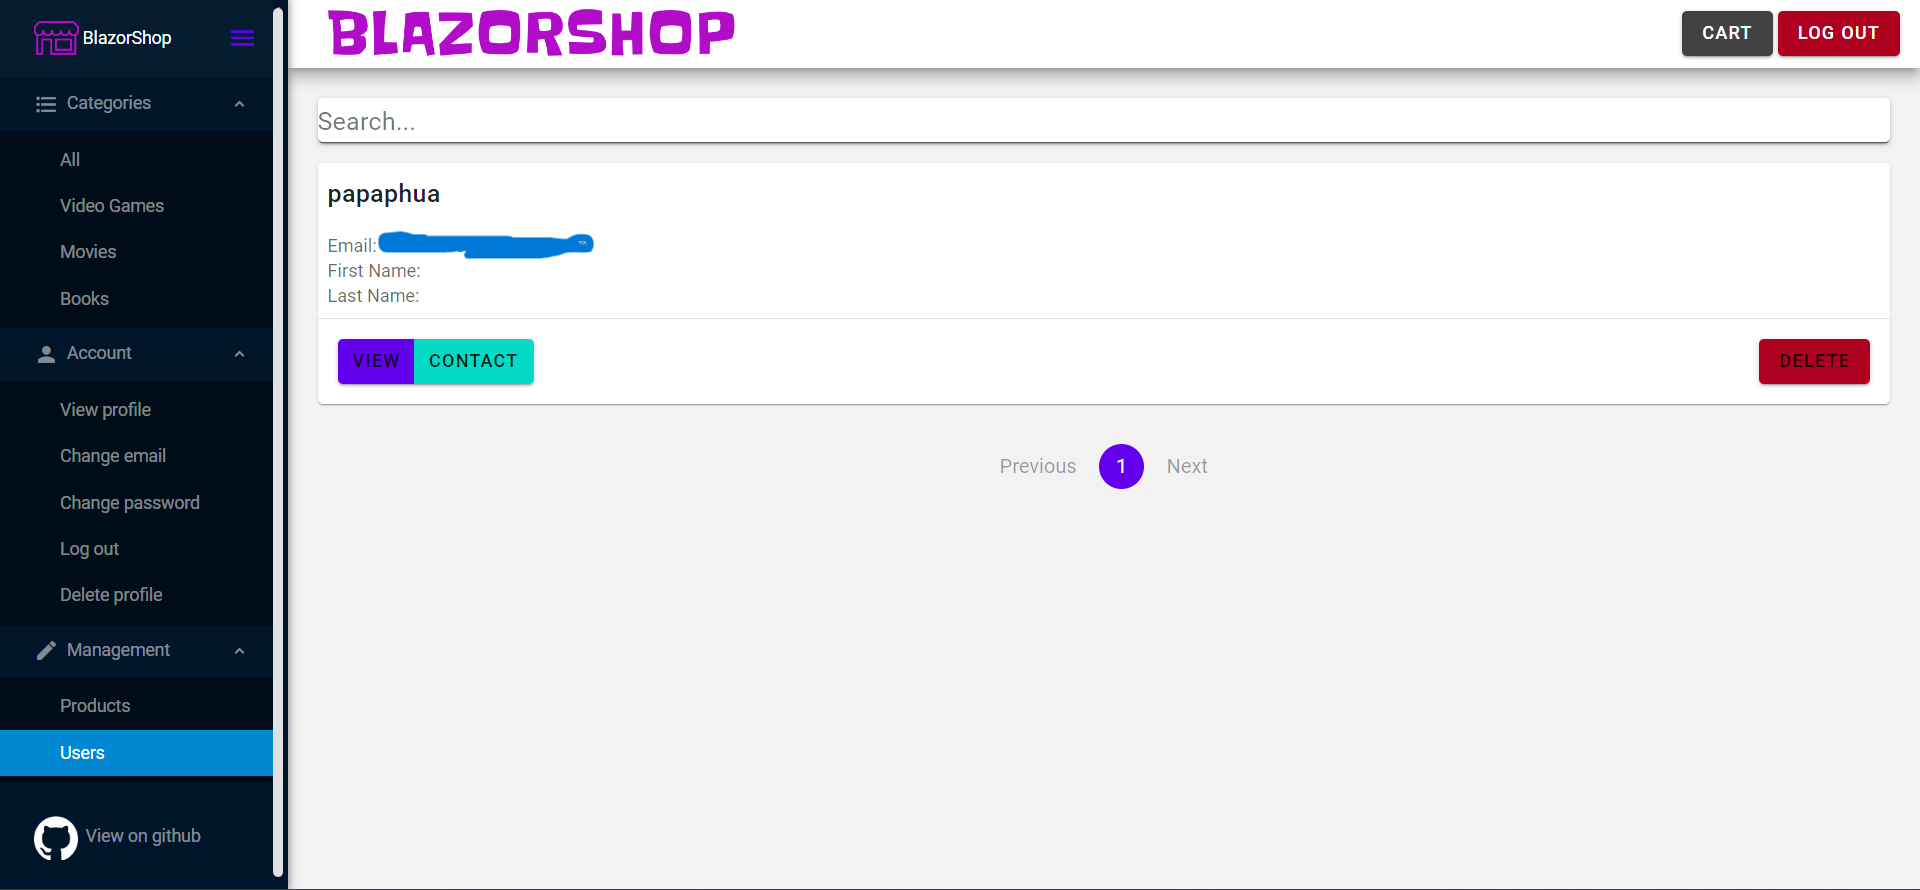 BlazorShop
Categories
All
Video Games
Movies
Books
Account
View profile
Change email
Change password
Log out
Delete profile
Management
Products
Users
View on github
BLAZORSHOP
CART
LOG OUT
Search...
papaphua
Email:
First Name:
Last Name:
VIEW
CONTACT
DELETE
Previous
1
Next